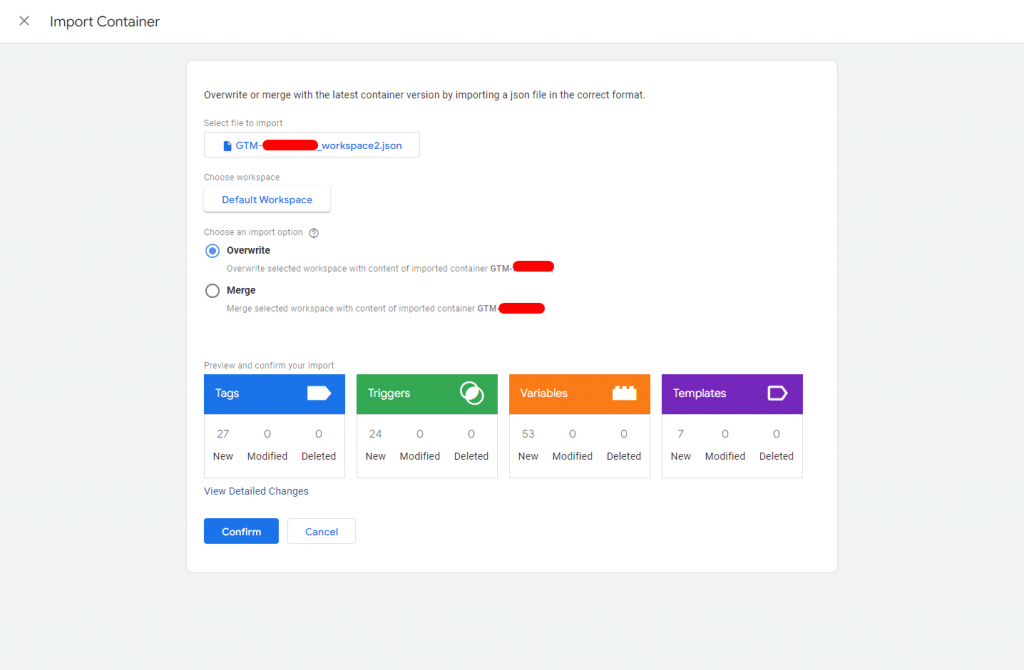 Import Container
Overwrite or merge with the latest container version by importing a json file in the correct format.
Select file to import
GTM-_workspace2.json
Choose workspace
Default Workspace
Choose an import option
Overwrite
Overwrite selected workspace with content of imported container GTM-
Merge
Merge selected workspace with content of imported container GTM-
Preview and confirm your import
Tags Triggers Variables Templates
27 0 0 24 0 0 53 0 0 7 0 0
New Modified Deleted New Modified Deleted New Modified Deleted New Modified Deleted
View Detailed Changes
Confirm Cancel